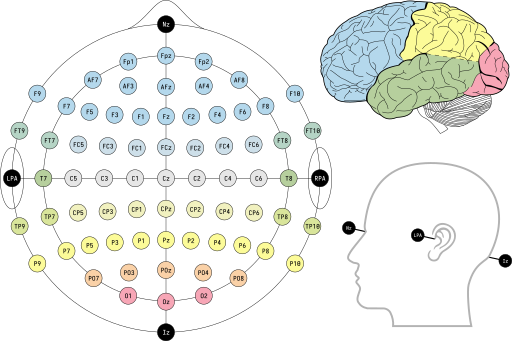 Nz
Fp1 Fpz Fp2
AF7 AF3 AFz AF4 AF8
F9 F7 F5 F3 F1 Fz F2 F4 F6 F8 F10
FT9 FT7 FC5 FC3 FC1 FCz FC2 FC4 FC6 FT8 FT10
LPA T7 C5 C3 C1 Cz C2 C4 C6 T8 RPA
TP9 TP7 CP5 CP3 CP1 CPz CP2 CP4 CP6 TP8 TP10
P9 P7 P5 P3 P1 Pz P2 P4 P6 P8 P10
PO7 PO3 POz PO4 PO8
O1 Oz O2
Iz
Nz LPA Iz